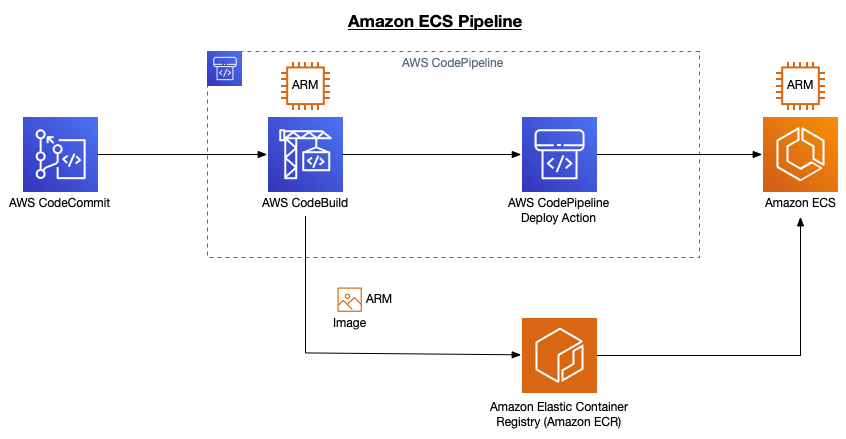 Amazon ECS Pipeline
AWS CodePipeline
ARM
ARM
AWS CodeCommit
AWS CodeBuild
AWS CodePipeline
Deploy Action
Amazon ECS
ARM
Image
Amazon Elastic Container
Registry (Amazon ECR)